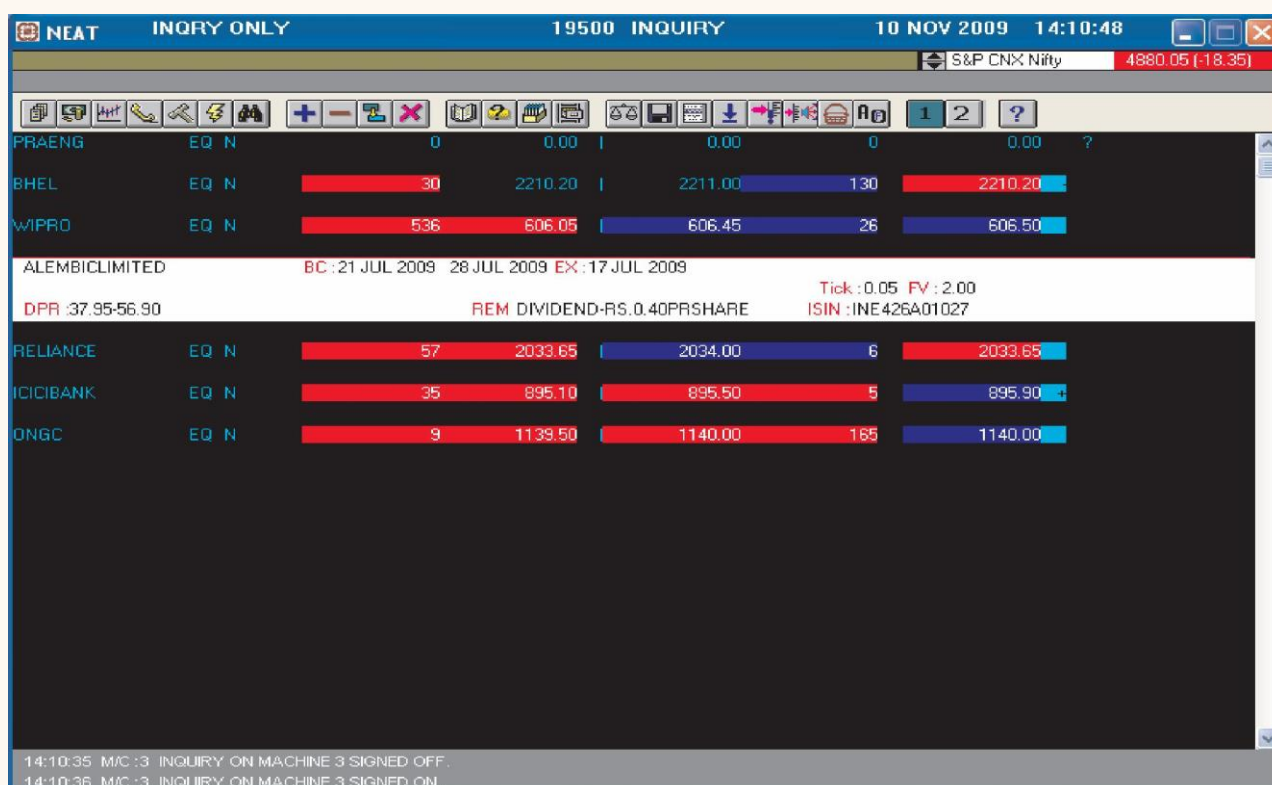 NEAT INQRY ONLY 19500 INQUIRY 10 NOV 2009 14:10:48
S&P CNX Nifty 4880.05 (-18.35)
1 2 ?
PRAENG EQ N 0 0.00 | 0.00 0 0.00 ?
BHEL EQ N 30 2210.20 | 2211.00 130 2210.20 -
WIPRO EQ N 536 606.05 | 606.45 26 606.50
ALEMBICLIMITED BC :21 JUL 2009 28 JUL 2009 EX :17 JUL 2009
Tick :0.05 FV : 2.00
DPR :37.95-56.90 REM DIVIDEND-RS.0.40PRSHARE ISIN :INE426A01027
RELIANCE EQ N 57 2033.65 | 2034.00 6 2033.65
ICICIBANK EQ N 35 895.10 | 895.50 5 895.90 +
ONGC EQ N 9 1139.50 | 1140.00 165 1140.00
14:10:35 M/C :3 INQUIRY ON MACHINE 3 SIGNED OFF.
14:10:36 M/C :3 INQUIRY ON MACHINE 3 SIGNED ON